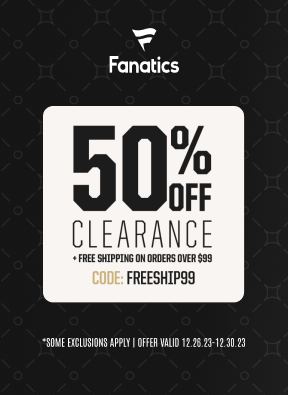 Fanatics
50% OFF
CLEARANCE
+ FREE SHIPPING ON ORDERS OVER $99
CODE: FREESHIP99
*SOME EXCLUSIONS APPLY | OFFER VALID 12.26.23-12.30.23